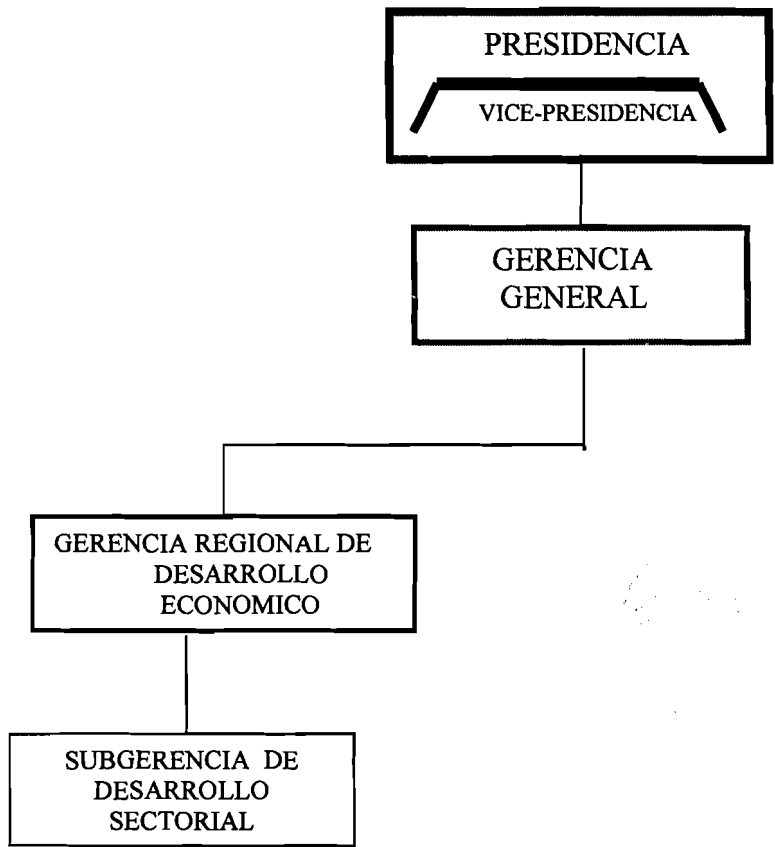 PRESIDENCIA
VICE-PRESIDENCIA
GERENCIA
GENERAL
GERENCIA REGIONAL DE
DESARROLLO
ECONOMICO
SUBGERENCIA DE
DESARROLLO
SECTORIAL